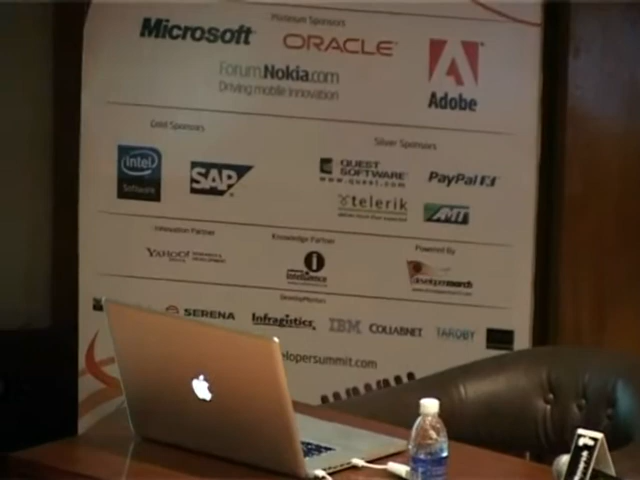 Platinum Sponsors
Microsoft
ORACLE
Forum.Nokia.com
Driving mobile innovation
Adobe
Gold Sponsors
Silver Sponsors
intel
Software
SAP
QUEST
SOFTWARE
www.quest.com
PayPal
telerik
AMT
Innovation Partner
Knowledge Partner
Powered By
YAHOO!
developermarch
SERENA
Infragistics
IBM
COLLABNET
elopersummit.com